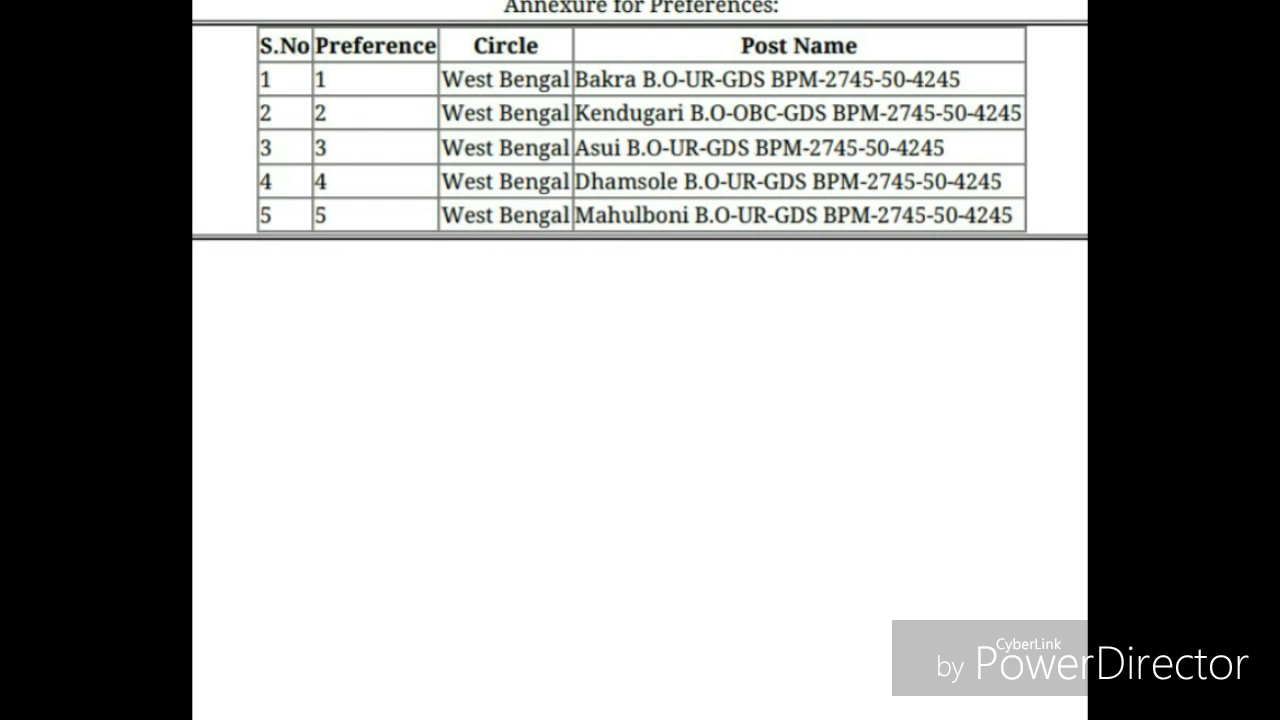 Annexure for Preferences:
S.No Preference Circle Post Name
1 1 West Bengal Bakra B.O-UR-GDS BPM-2745-50-4245
2 2 West Bengal Kendugari B.O-OBC-GDS BPM-2745-50-4245
3 3 West Bengal Asui B.O-UR-GDS BPM-2745-50-4245
4 4 West Bengal Dhamsole B.O-UR-GDS BPM-2745-50-4245
5 5 West Bengal Mahulboni B.O-UR-GDS BPM-2745-50-4245
CyberLink
by PowerDirector